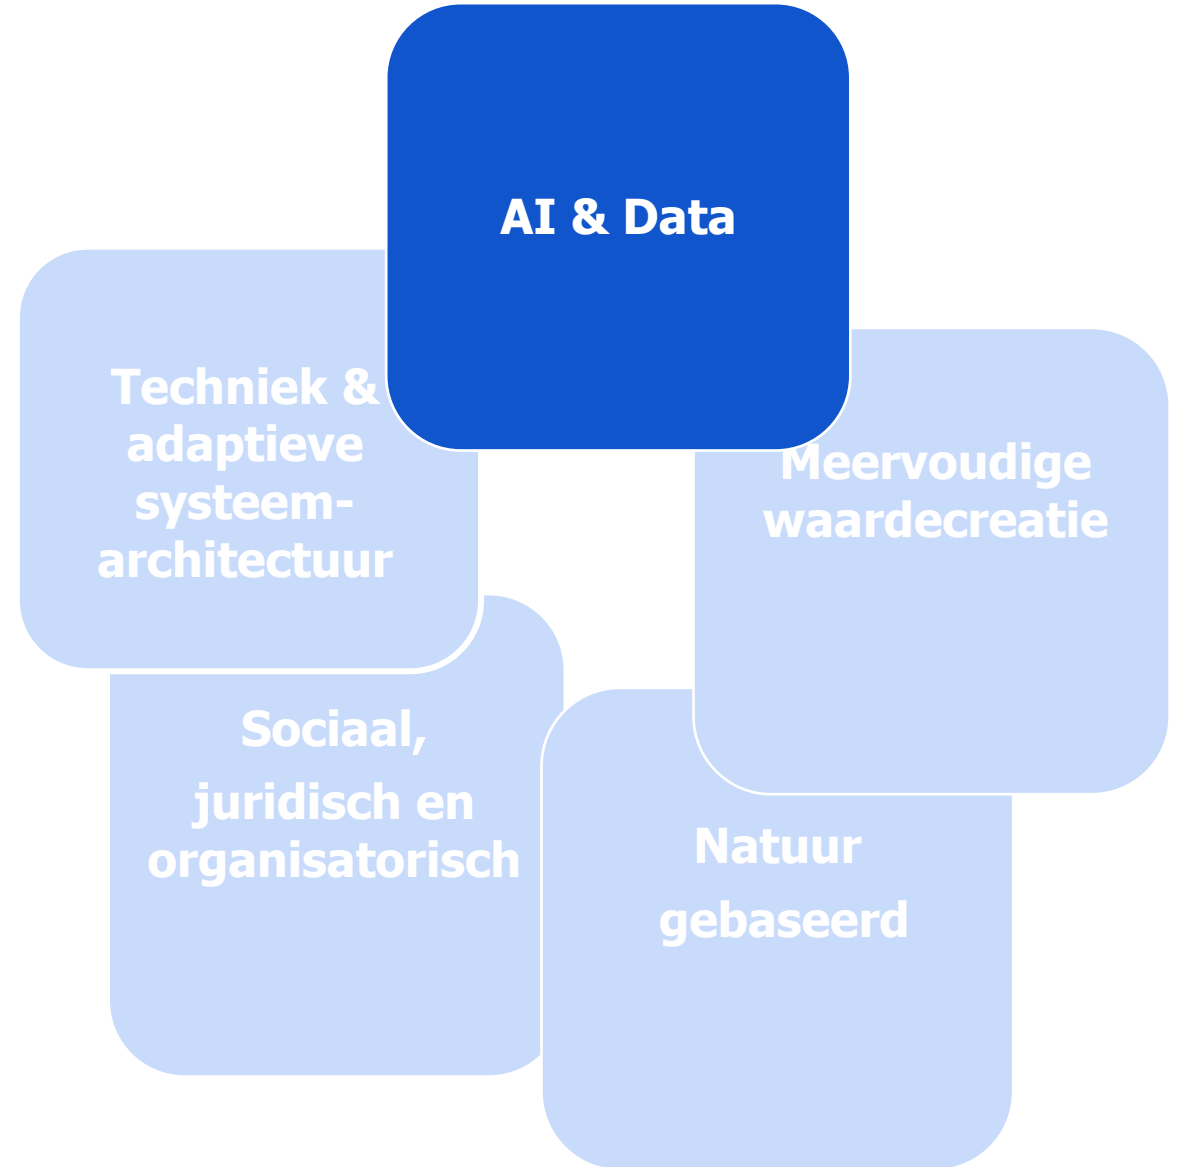 AI & Data
Techniek &
adaptieve
systeem-
architectuur
Meervoudige
waardecreatie
Sociaal,
juridisch en
organisatorisch
Natuur
gebaseerd